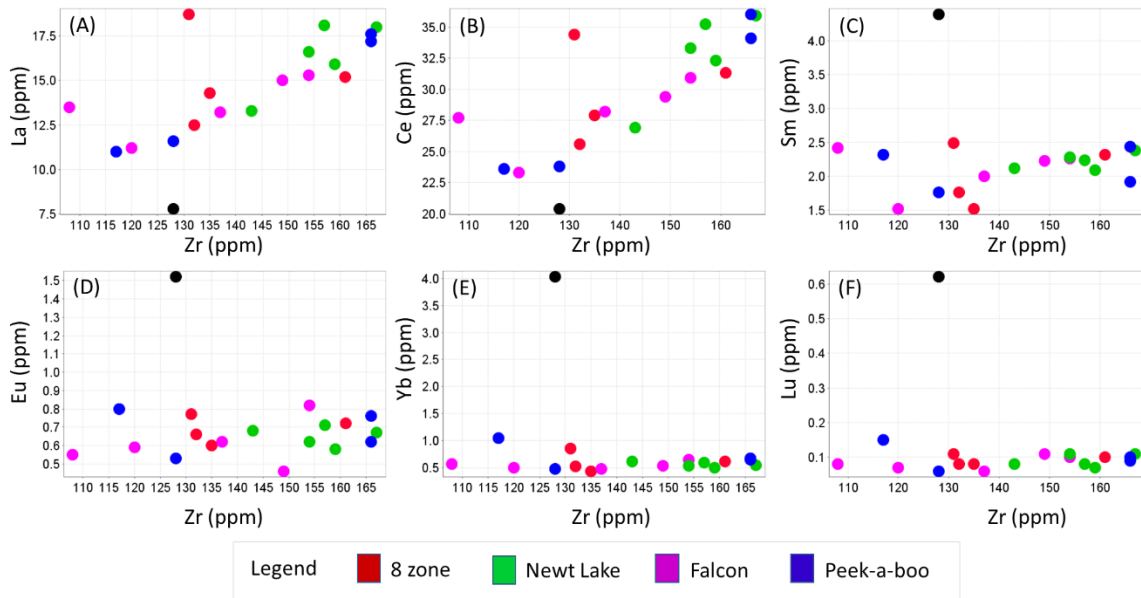 (A)
La (ppm)
17.5
15.0
12.5
10.0
7.5
110 115 120 125 130 135 140 145 150 155 160 165
Zr (ppm)
(B)
Ce (ppm)
35.0
32.5
30.0
27.5
25.0
22.5
20.0
110 120 130 140 150 160
Zr (ppm)
(C)
Sm (ppm)
4.5
4.0
3.5
3.0
2.5
2.0
1.5
110 120 130 140 150 160
Zr (ppm)
(D)
Eu (ppm)
1.5
1.4
1.3
1.2
1.1
1.0
0.9
0.8
0.7
0.6
0.5
110 115 120 125 130 135 140 145 150 155 160 165
Zr (ppm)
(E)
Yb (ppm)
4.0
3.5
3.0
2.5
2.0
1.5
1.0
0.5
110 115 120 125 130 135 140 145 150 155 160 165
Zr (ppm)
(F)
Lu (ppm)
0.6
0.5
0.4
0.3
0.2
0.1
110 120 130 140 150 160
Zr (ppm)
Legend 8 zone Newt Lake Falcon Peek-a-boo